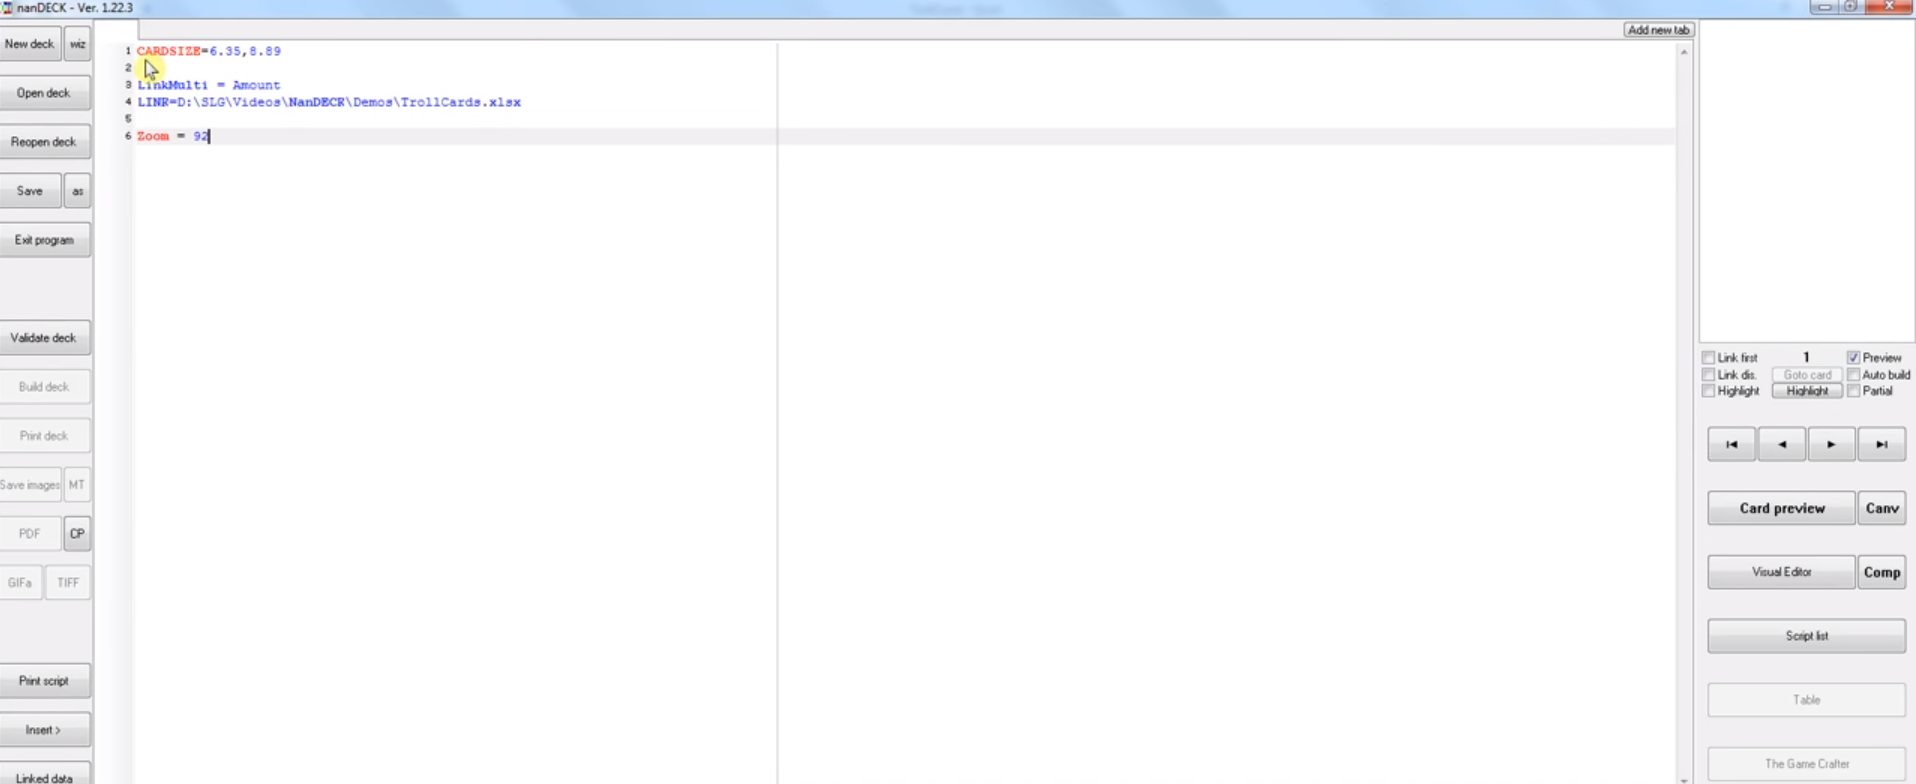 nanDECK - Ver. 1.22.3
New deck wiz
Open deck
Reopen deck
Save as
Exit program
Validate deck
Build deck
Print deck
Save images MT
PDF CP
GIFa TIFF
Print script
Insert >
Linked data
Add new tab
1 CARDSIZE=6.35,8.89
2
3 LinkMulti = Amount
4 LINK=D:\SLG\Videos\NanDECK\Demos\TrollCards.xlsx
5
6 Zoom = 92
Link first 1 Preview
Link dis. Goto card Auto build
Highlight Highlight Partial
Card preview Canv
Visual Editor Comp
Script list
Table
The Game Crafter